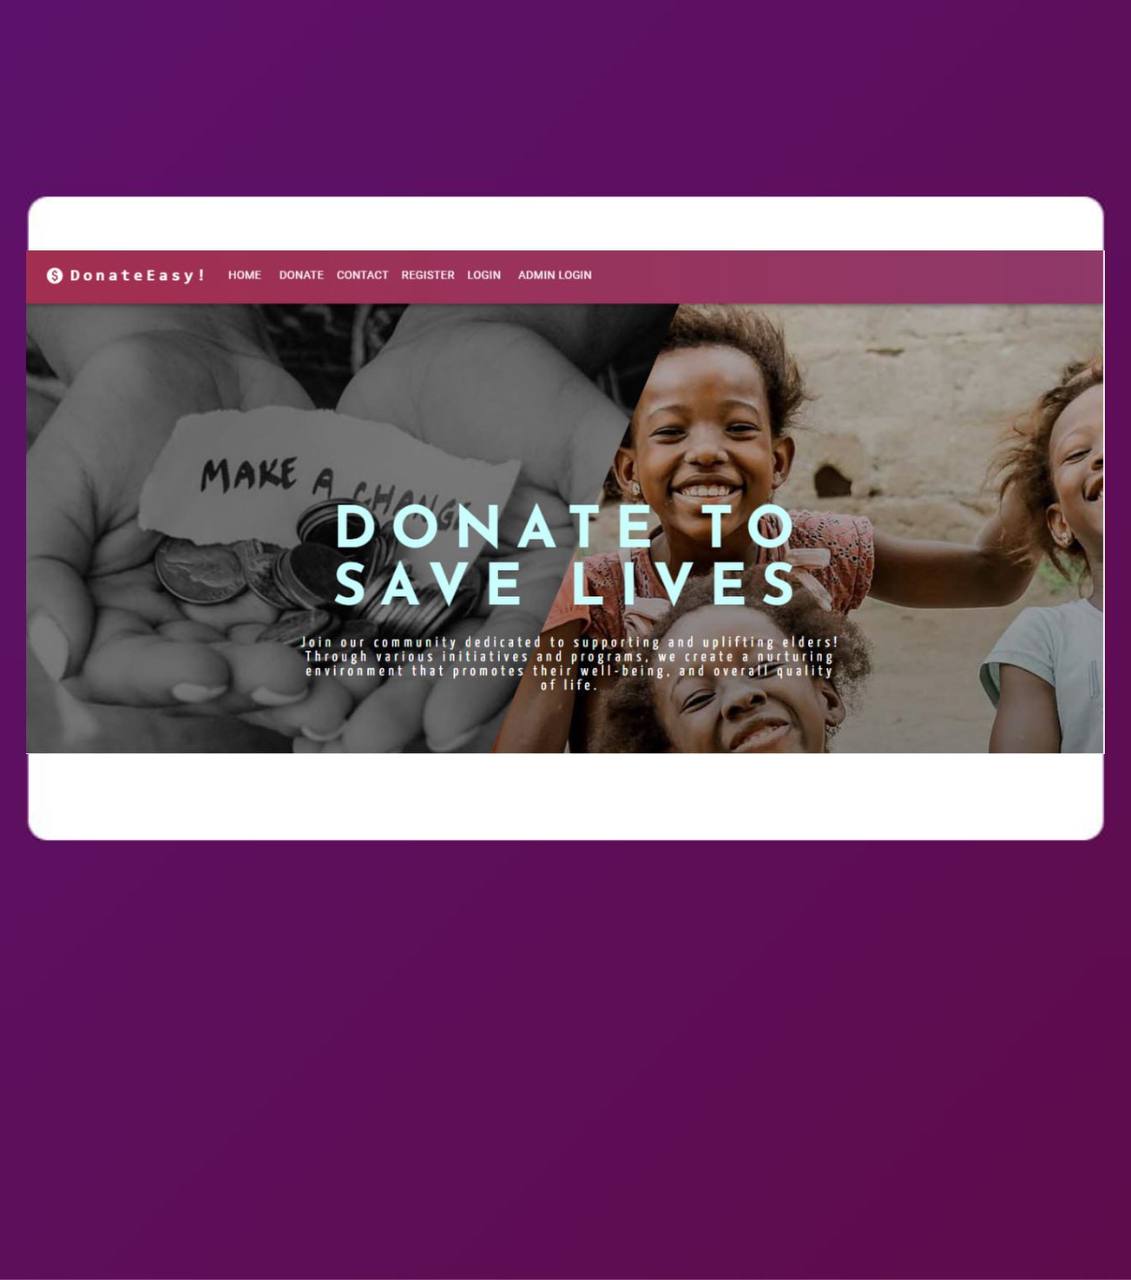 DonateEasy! HOME DONATE CONTACT REGISTER LOGIN ADMIN LOGIN
MAKE A CHANGE
DONATE TO
SAVE LIVES
Join our community dedicated to supporting and uplifting elders!
Through various initiatives and programs, we create a nurturing
environment that promotes their well-being, and overall quality
of life.